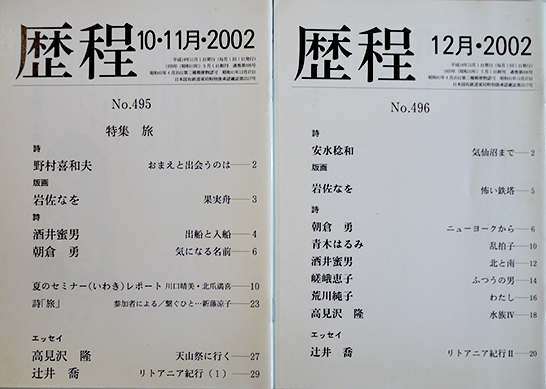 歴程 10・11月・2002
No.495
特集 旅
詩
野村喜和夫 おまえと出会うのは 2
版画
岩佐なを 果実舟 3
詩
酒井蜜男 出船と入船 4
朝倉 勇 気になる名前 6
夏のセミナー(いわき)レポート 川口晴美・北爪満喜 10
詩「旅」 参加者による/繫ぐひと…新藤凉子 23
エッセイ
高見沢 隆 天山祭に行く 27
辻井 喬 リトアニア紀行(1) 29
歴程 12月・2002
No.496
詩
安水稔和 気仙沼まで 2
版画
岩佐なを 怖い鉄塔 5
詩
朝倉 勇 ニューヨークから 6
青木はるみ 乱拍子 10
酒井蜜男 北と南 12
嵯峨恵子 ふつうの男 14
荒川純子 わたし 16
高見沢 隆 水族Ⅳ 18
エッセイ
辻井 喬 リトアニア紀行Ⅱ 20